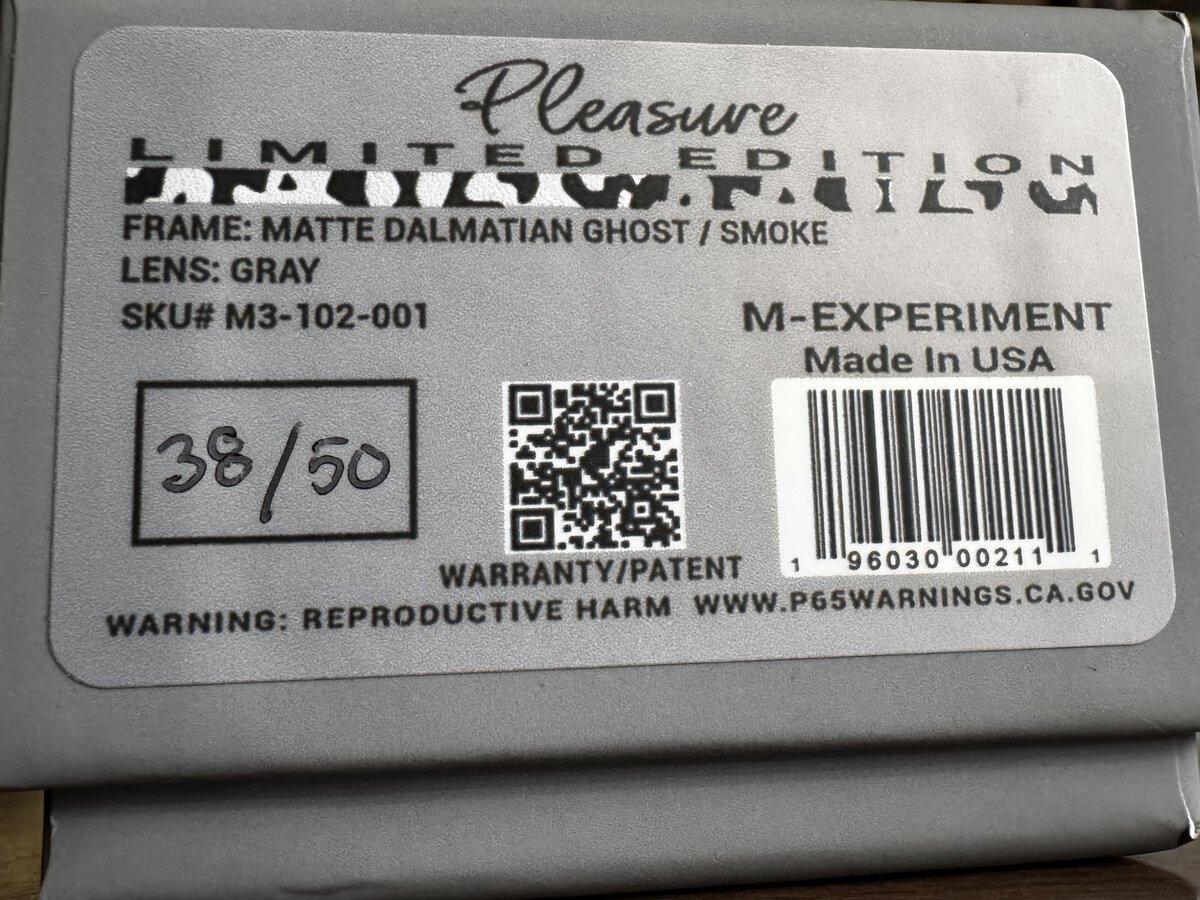 Pleasure
LIMITED EDITION
FRAME: MATTE DALMATIAN GHOST / SMOKE
LENS: GRAY
SKU# M3-102-001
M-EXPERIMENT
Made In USA
38/50
1 96030 00211 1
WARRANTY/PATENT
WARNING: REPRODUCTIVE HARM WWW.P65WARNINGS.CA.GOV